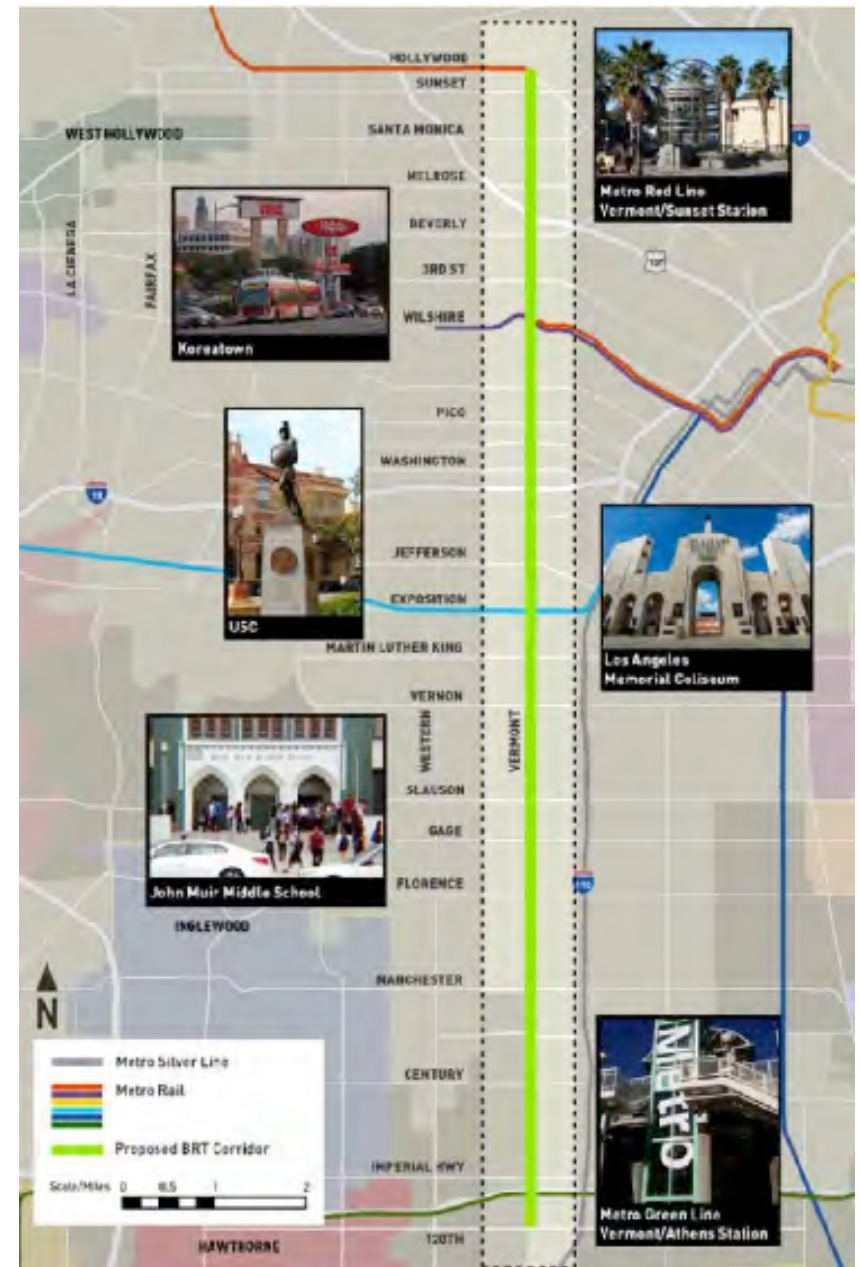 HOLLYWOOD
SUNSET
WEST HOLLYWOOD
SANTA MONICA
MELROSE
Metro Red Line
Vermont/Sunset Station
BEVERLY
LA CIENEGA
FAIRFAX
3RD ST
WILSHIRE
Koreatown
PICO
WASHINGTON
10
JEFFERSON
EXPOSITION
USC
MARTIN LUTHER KING
Los Angeles
Memorial Coliseum
VERNON
WESTERN
VERMONT
SLAUSON
GAGE
John Muir Middle School
FLORENCE
INGLEWOOD
MANCHESTER
N
Metro Silver Line
Metro Rail
Proposed BRT Corridor
Scale/Miles 0 0.5 1 2
CENTURY
IMPERIAL HWY
Metro
Metro Green Line
Vermont/Athens Station
120TH
HAWTHORNE